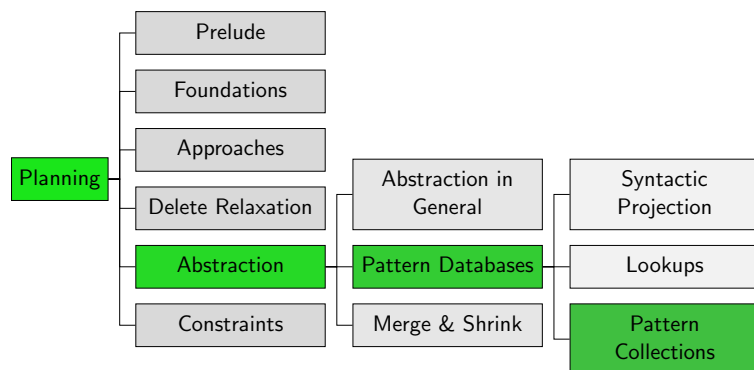 Planning
Prelude
Foundations
Approaches
Delete Relaxation
Abstraction
Constraints
Abstraction in
General
Pattern Databases
Merge & Shrink
Syntactic
Projection
Lookups
Pattern
Collections